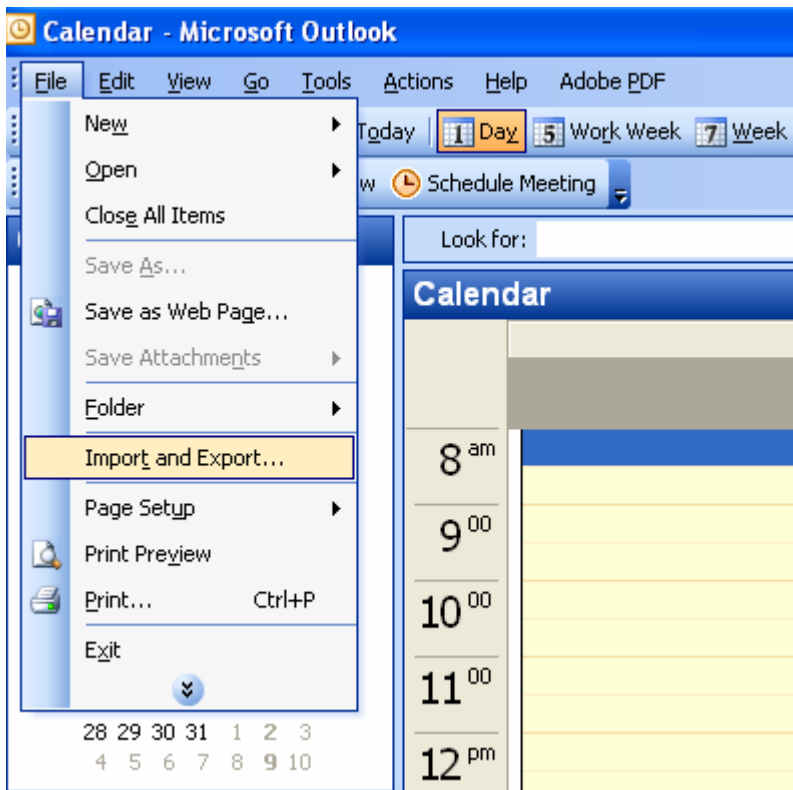 Calendar - Microsoft Outlook
File Edit View Go Tools Actions Help Adobe PDF
Today 1 Day 5 Work Week 7 Week
Schedule Meeting
New
Open
Close All Items
Save As...
Save as Web Page...
Save Attachments
Folder
Import and Export...
Page Setup
Print Preview
Print... Ctrl+P
Exit
28 29 30 31 1 2 3
4 5 6 7 8 9 10
Look for:
Calendar
8 am
9 00
10 00
11 00
12 pm